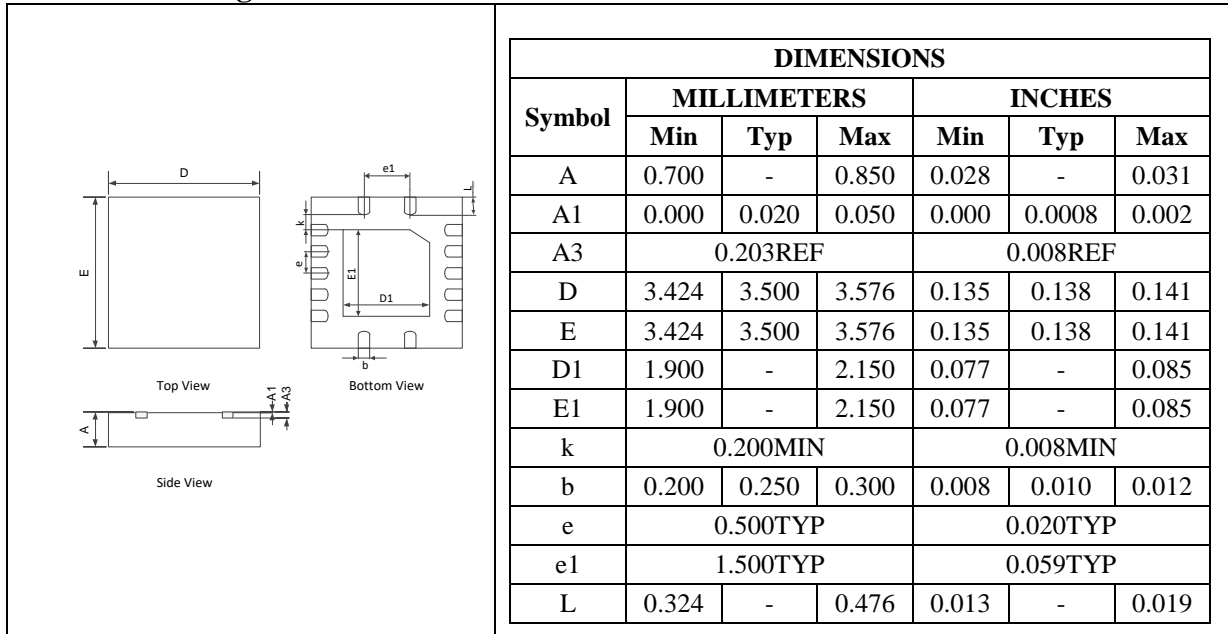 D
E
Top View
e1
L
k
e
E1
D1
b
Bottom View
A
A1
A3
Side View
DIMENSIONS
Symbol MILLIMETERS INCHES
Min Typ Max Min Typ Max
A 0.700 - 0.850 0.028 - 0.031
A1 0.000 0.020 0.050 0.000 0.0008 0.002
A3 0.203REF 0.008REF
D 3.424 3.500 3.576 0.135 0.138 0.141
E 3.424 3.500 3.576 0.135 0.138 0.141
D1 1.900 - 2.150 0.077 - 0.085
E1 1.900 - 2.150 0.077 - 0.085
k 0.200MIN 0.008MIN
b 0.200 0.250 0.300 0.008 0.010 0.012
e 0.500TYP 0.020TYP
e1 1.500TYP 0.059TYP
L 0.324 - 0.476 0.013 - 0.019